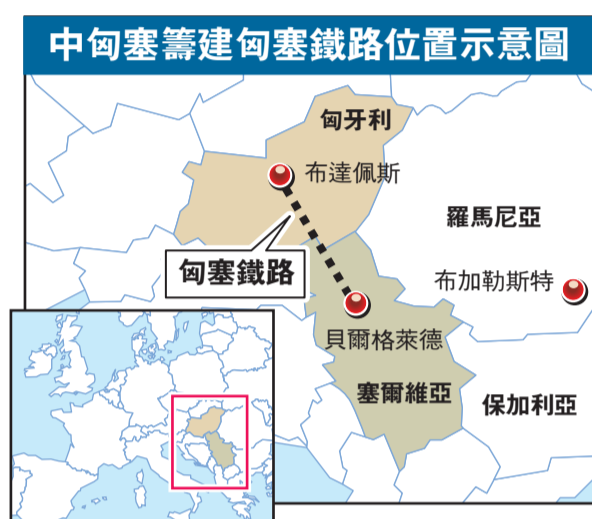 中匈塞籌建匈塞鐵路位置示意圖
匈牙利
布達佩斯
羅馬尼亞
匈塞鐵路
布加勒斯特
貝爾格萊德
塞爾維亞
保加利亞